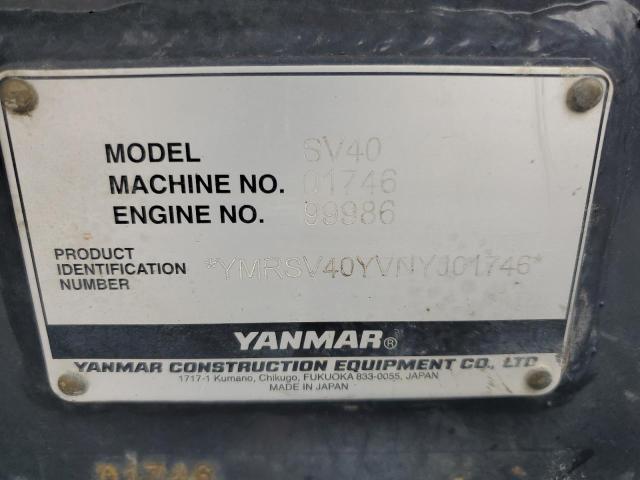 MODEL SV40
MACHINE NO. 01746
ENGINE NO. 99986
PRODUCT
IDENTIFICATION *YMRSV40YVNYJ01746*
NUMBER
YANMAR®
YANMAR CONSTRUCTION EQUIPMENT CO., LTD
1717-1 Kumano, Chikugo, FUKUOKA 833-0055, JAPAN
MADE IN JAPAN
01746